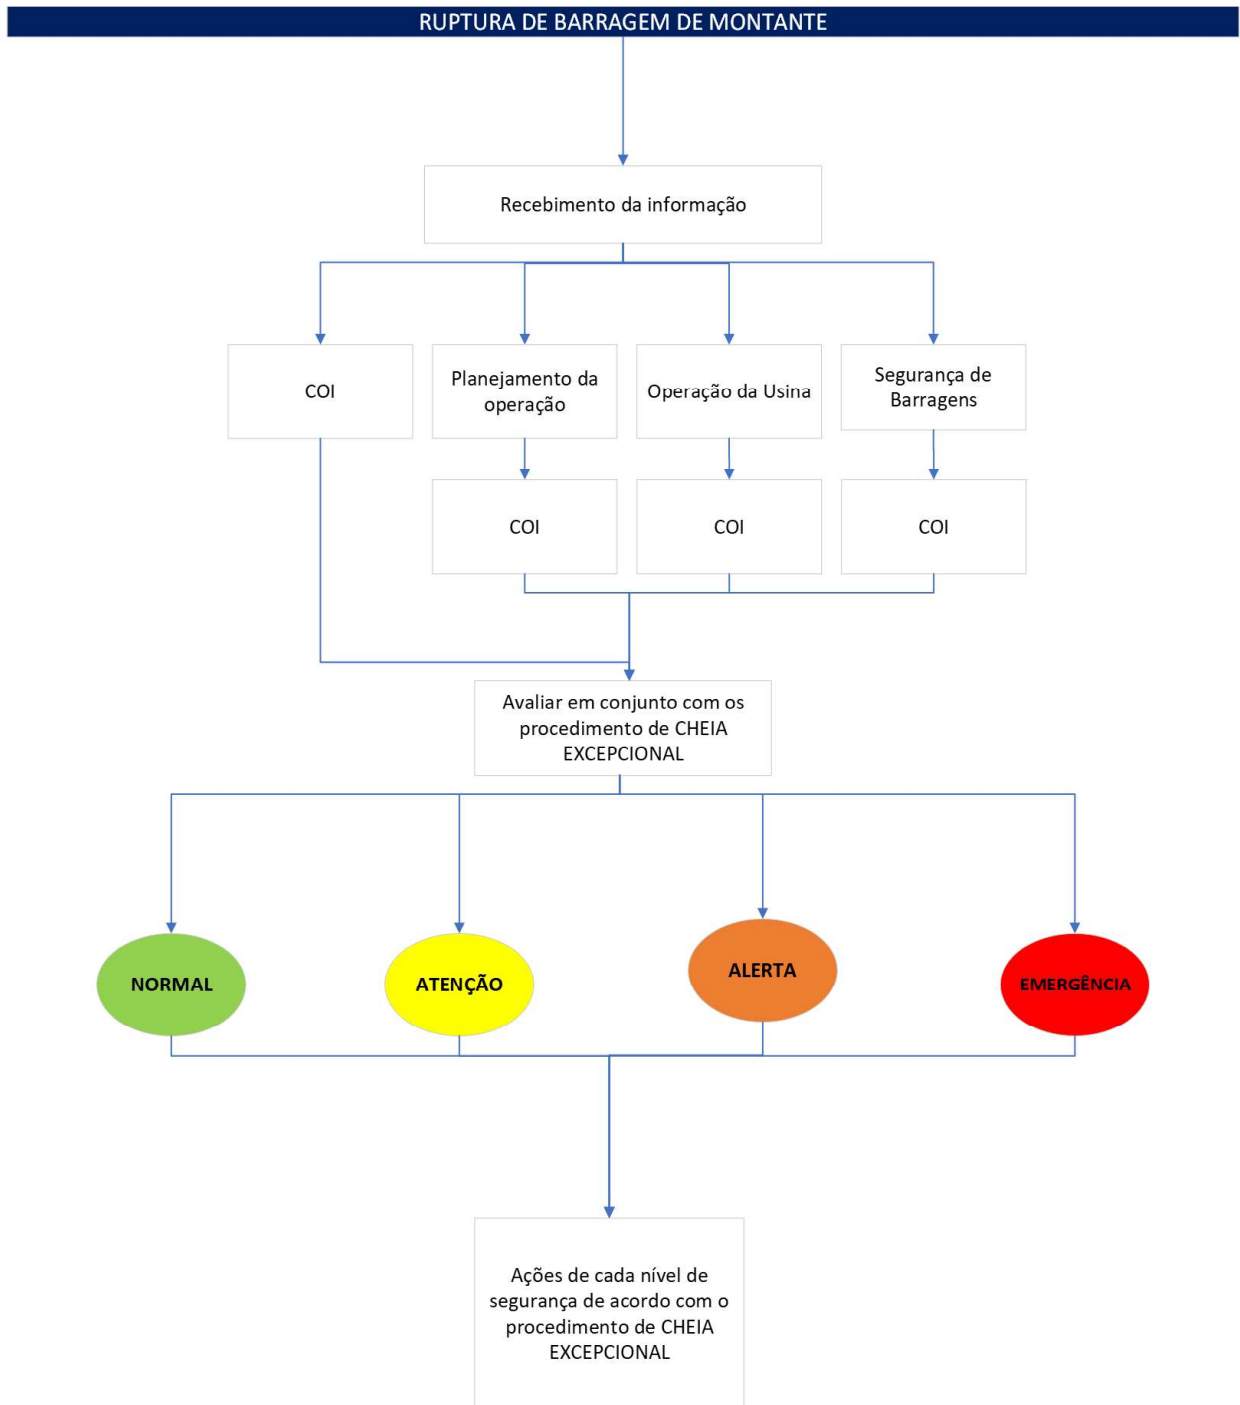 RUPTURA DE BARRAGEM DE MONTANTE
Recebimento da informação
COI
Planejamento da
operação
Operação da Usina
Segurança de
Barragens
COI
COI
COI
Avaliar em conjunto com os
procedimento de CHEIA
EXCEPCIONAL
NORMAL
ATENÇÃO
ALERTA
EMERGÊNCIA
Ações de cada nível de
segurança de acordo com o
procedimento de CHEIA
EXCEPCIONAL